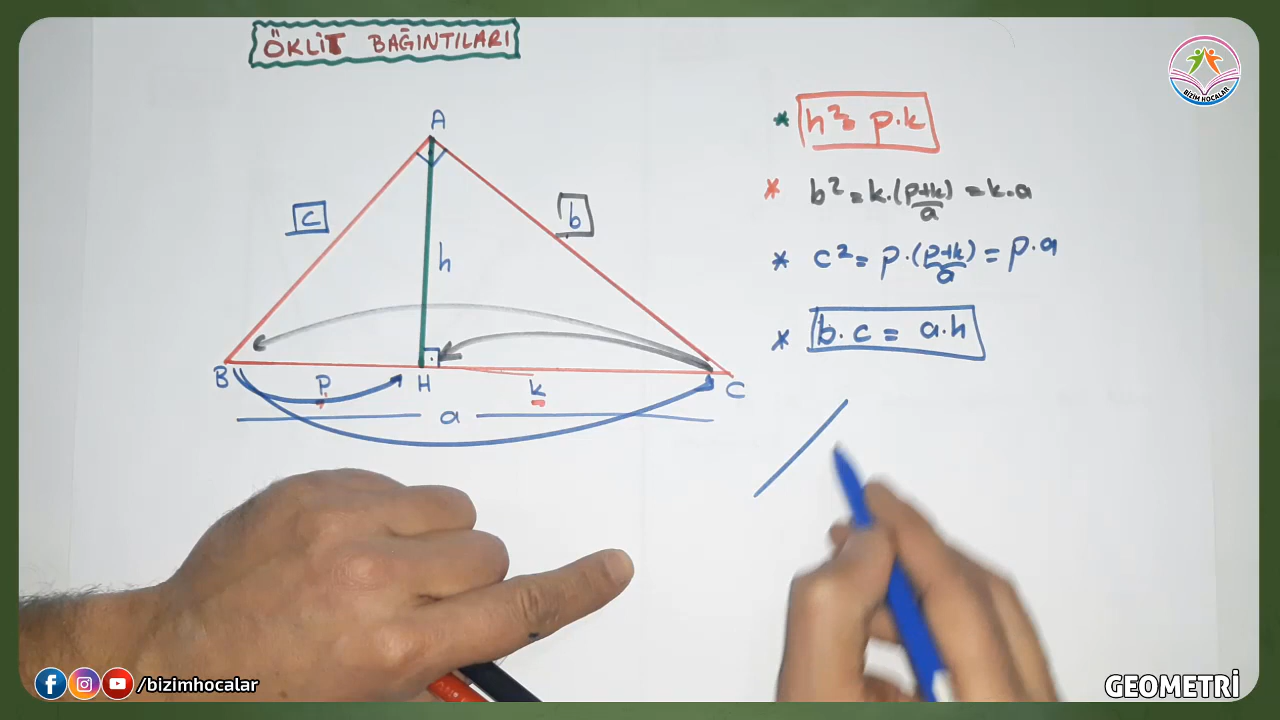 ÖKLİT BAĞINTILARI
BİZİM HOCALAR
A
* h² = p.k
* b² = k.(p+k) = k.a
a
c
b
* c² = p.(p+k) = p.a
a
h
* b.c = a.h
B
P
H
k
C
a
/bizimhocalar
GEOMETRİ